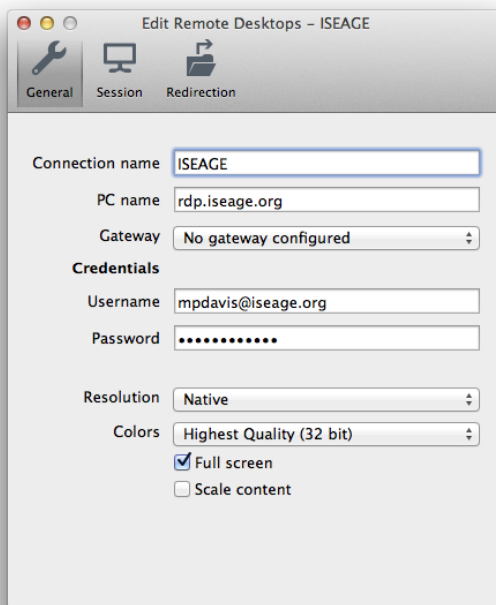 Edit Remote Desktops – ISEAGE
General Session Redirection
Connection name ISEAGE
PC name rdp.iseage.org
Gateway No gateway configured
Credentials
Username mpdavis@iseage.org
Password ••••••••••••
Resolution Native
Colors Highest Quality (32 bit)
Full screen
Scale content